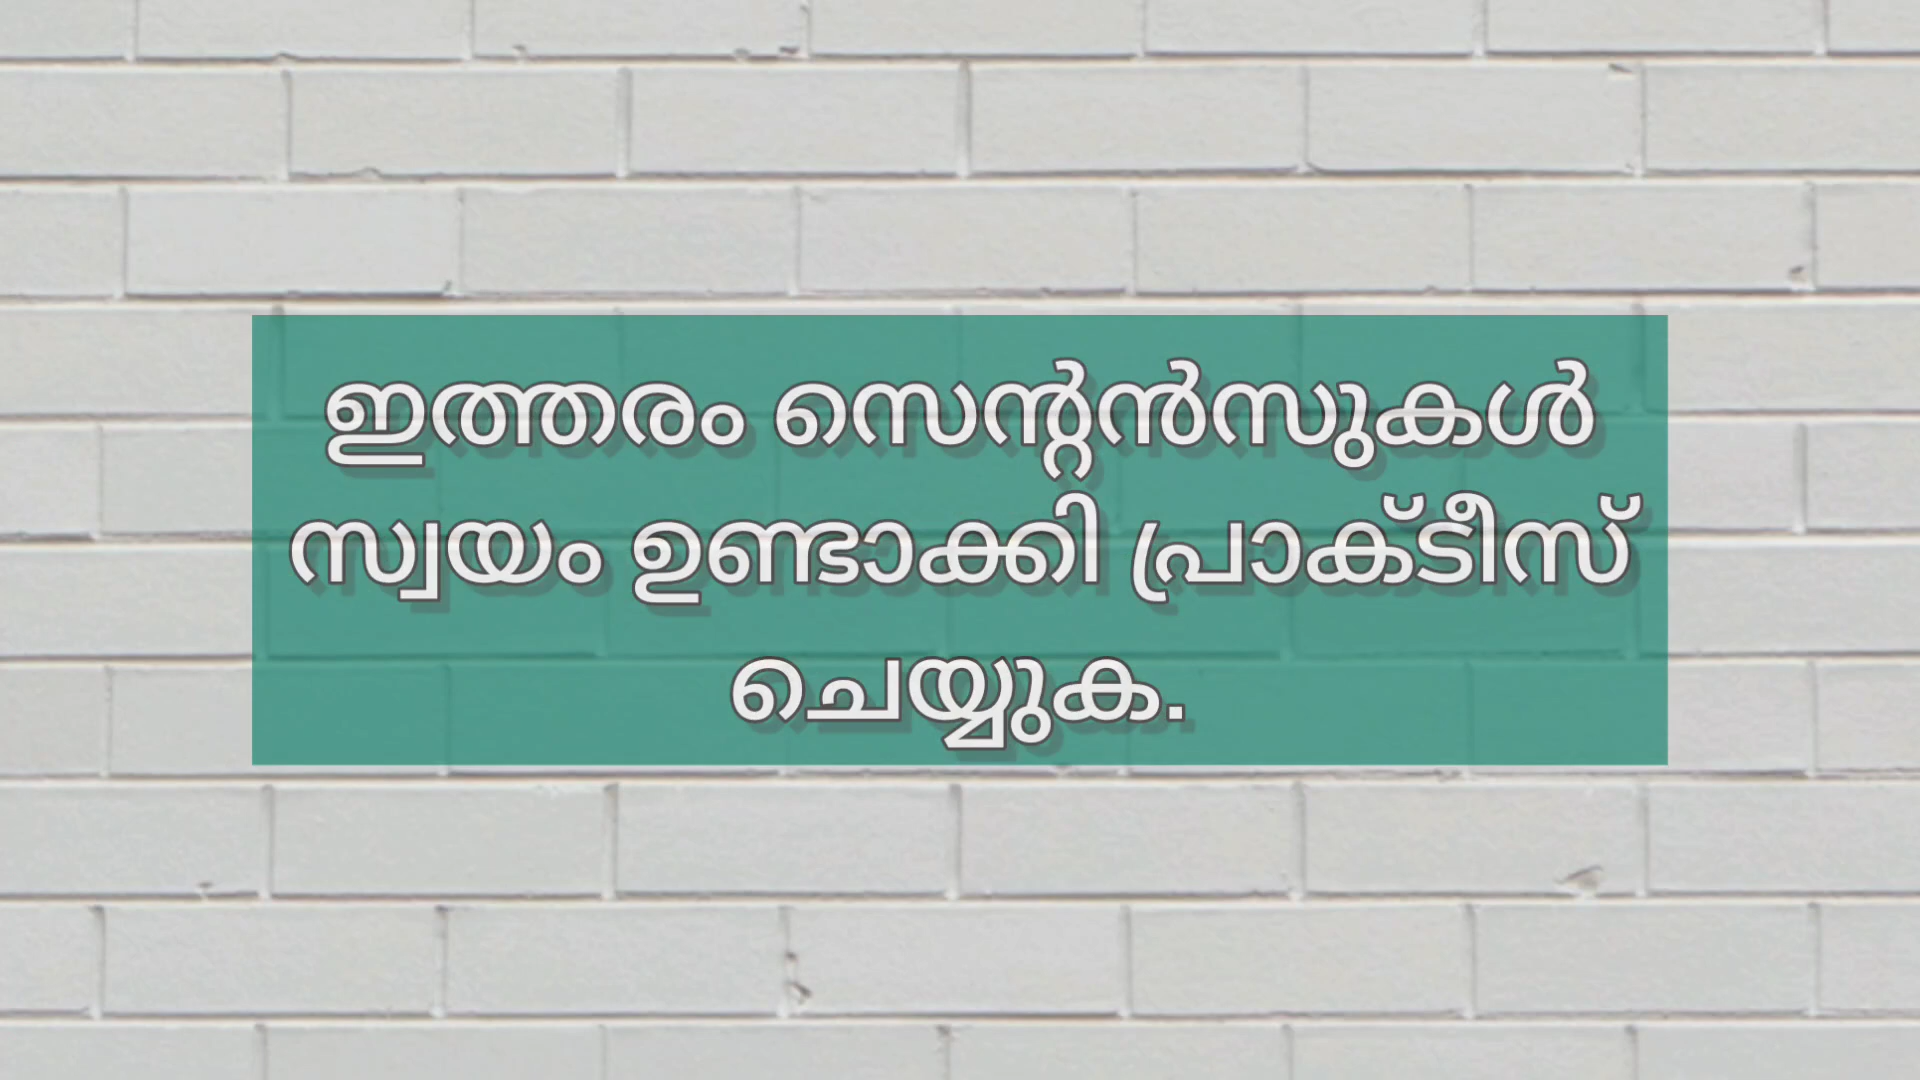 ഇത്തരം സെന്റൻസുകൾ
സ്വയം ഉണ്ടാക്കി പ്രാക്ടീസ്
ചെയ്യുക.